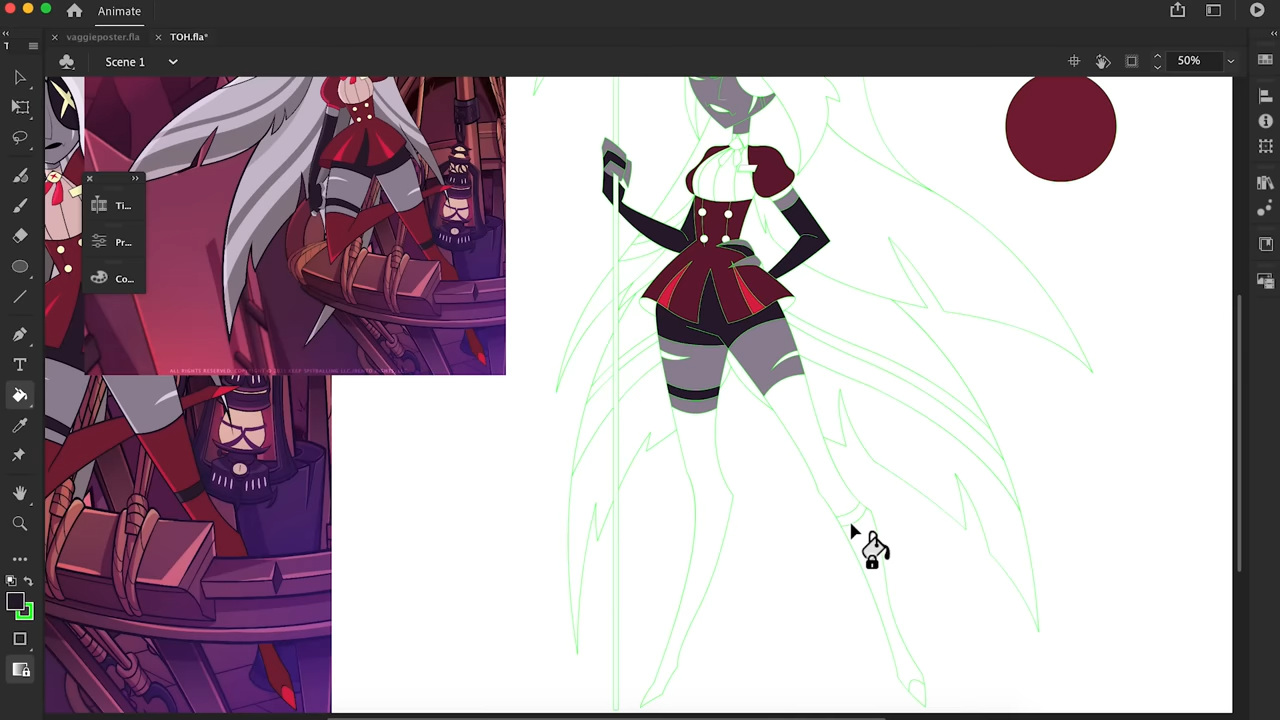 Animate
vaggieposter.fla
TOH.fla*
Scene 1
50%
Ti...
Pr...
Co...